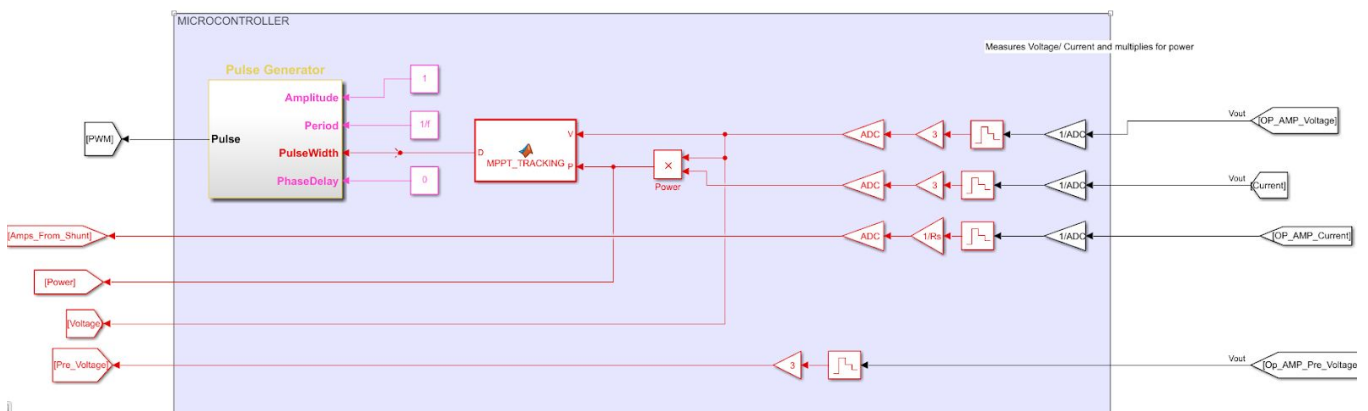 MICROCONTROLLER
Measures Voltage/ Current and multiplies for power
Pulse Generator
Amplitude
1
Period
1/f
Pulse
PulseWidth
PhaseDelay
0
[PWM]
V
D
MPPT_TRACKING
P
×
Power
ADC
3
1/ADC
Vout
[OP_AMP_Voltage]
ADC
3
1/ADC
Vout
[Current]
[Amps_From_Shunt]
ADC
1/Rs
1/ADC
[OP_AMP_Current]
[Power]
[Voltage]
[Pre_Voltage]
3
Vout
[Op_AMP_Pre_Voltage